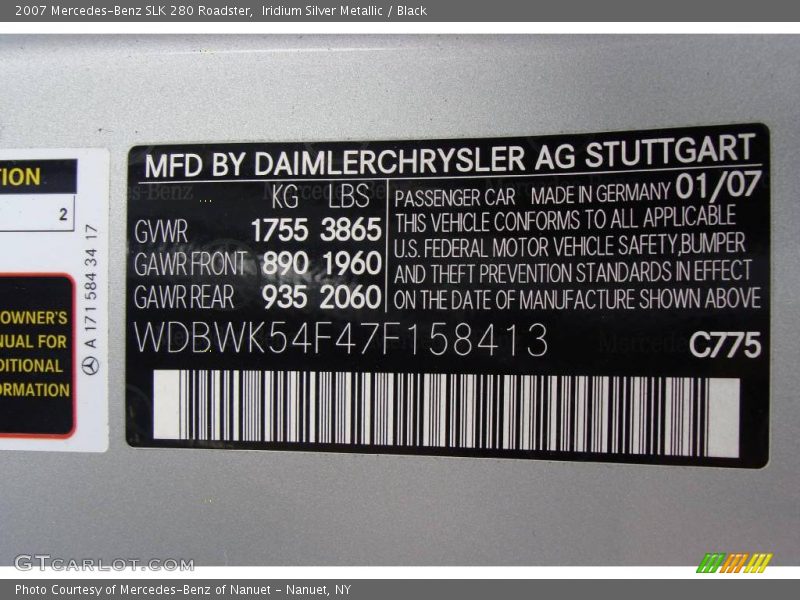 2007 Mercedes-Benz SLK 280 Roadster, Iridium Silver Metallic / Black
TION
2
A 171 584 34 17
OWNER'S
NUAL FOR
DITIONAL
ORMATION
MFD BY DAIMLERCHRYSLER AG STUTTGART
KG LBS
GVWR 1755 3865
GAWR FRONT 890 1960
GAWR REAR 935 2060
PASSENGER CAR MADE IN GERMANY 01/07
THIS VEHICLE CONFORMS TO ALL APPLICABLE
U.S. FEDERAL MOTOR VEHICLE SAFETY,BUMPER
AND THEFT PREVENTION STANDARDS IN EFFECT
ON THE DATE OF MANUFACTURE SHOWN ABOVE
WDBWK54F47F158413
C775
GTCARLOT.COM
Photo Courtesy of Mercedes-Benz of Nanuet - Nanuet, NY